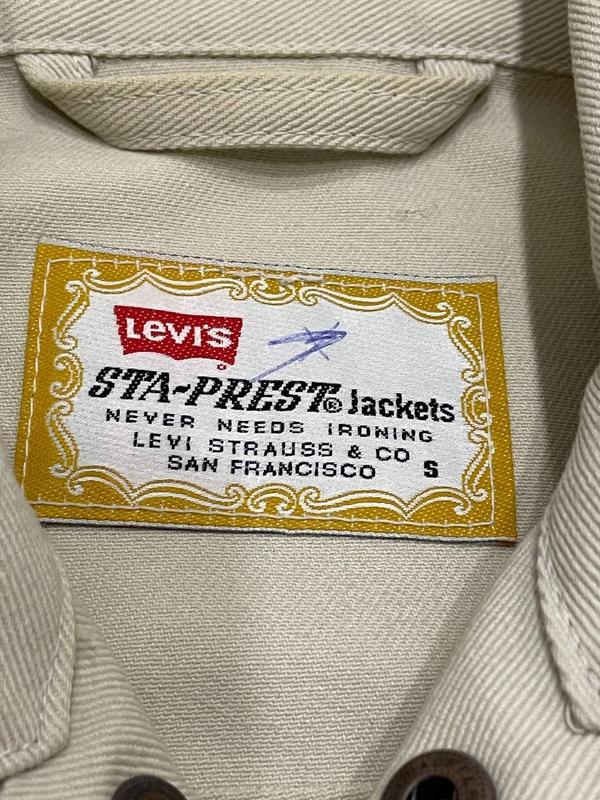 LEVI'S
STA-PREST® Jackets
NEVER NEEDS IRONING
LEVI STRAUSS & CO S
SAN FRANCISCO